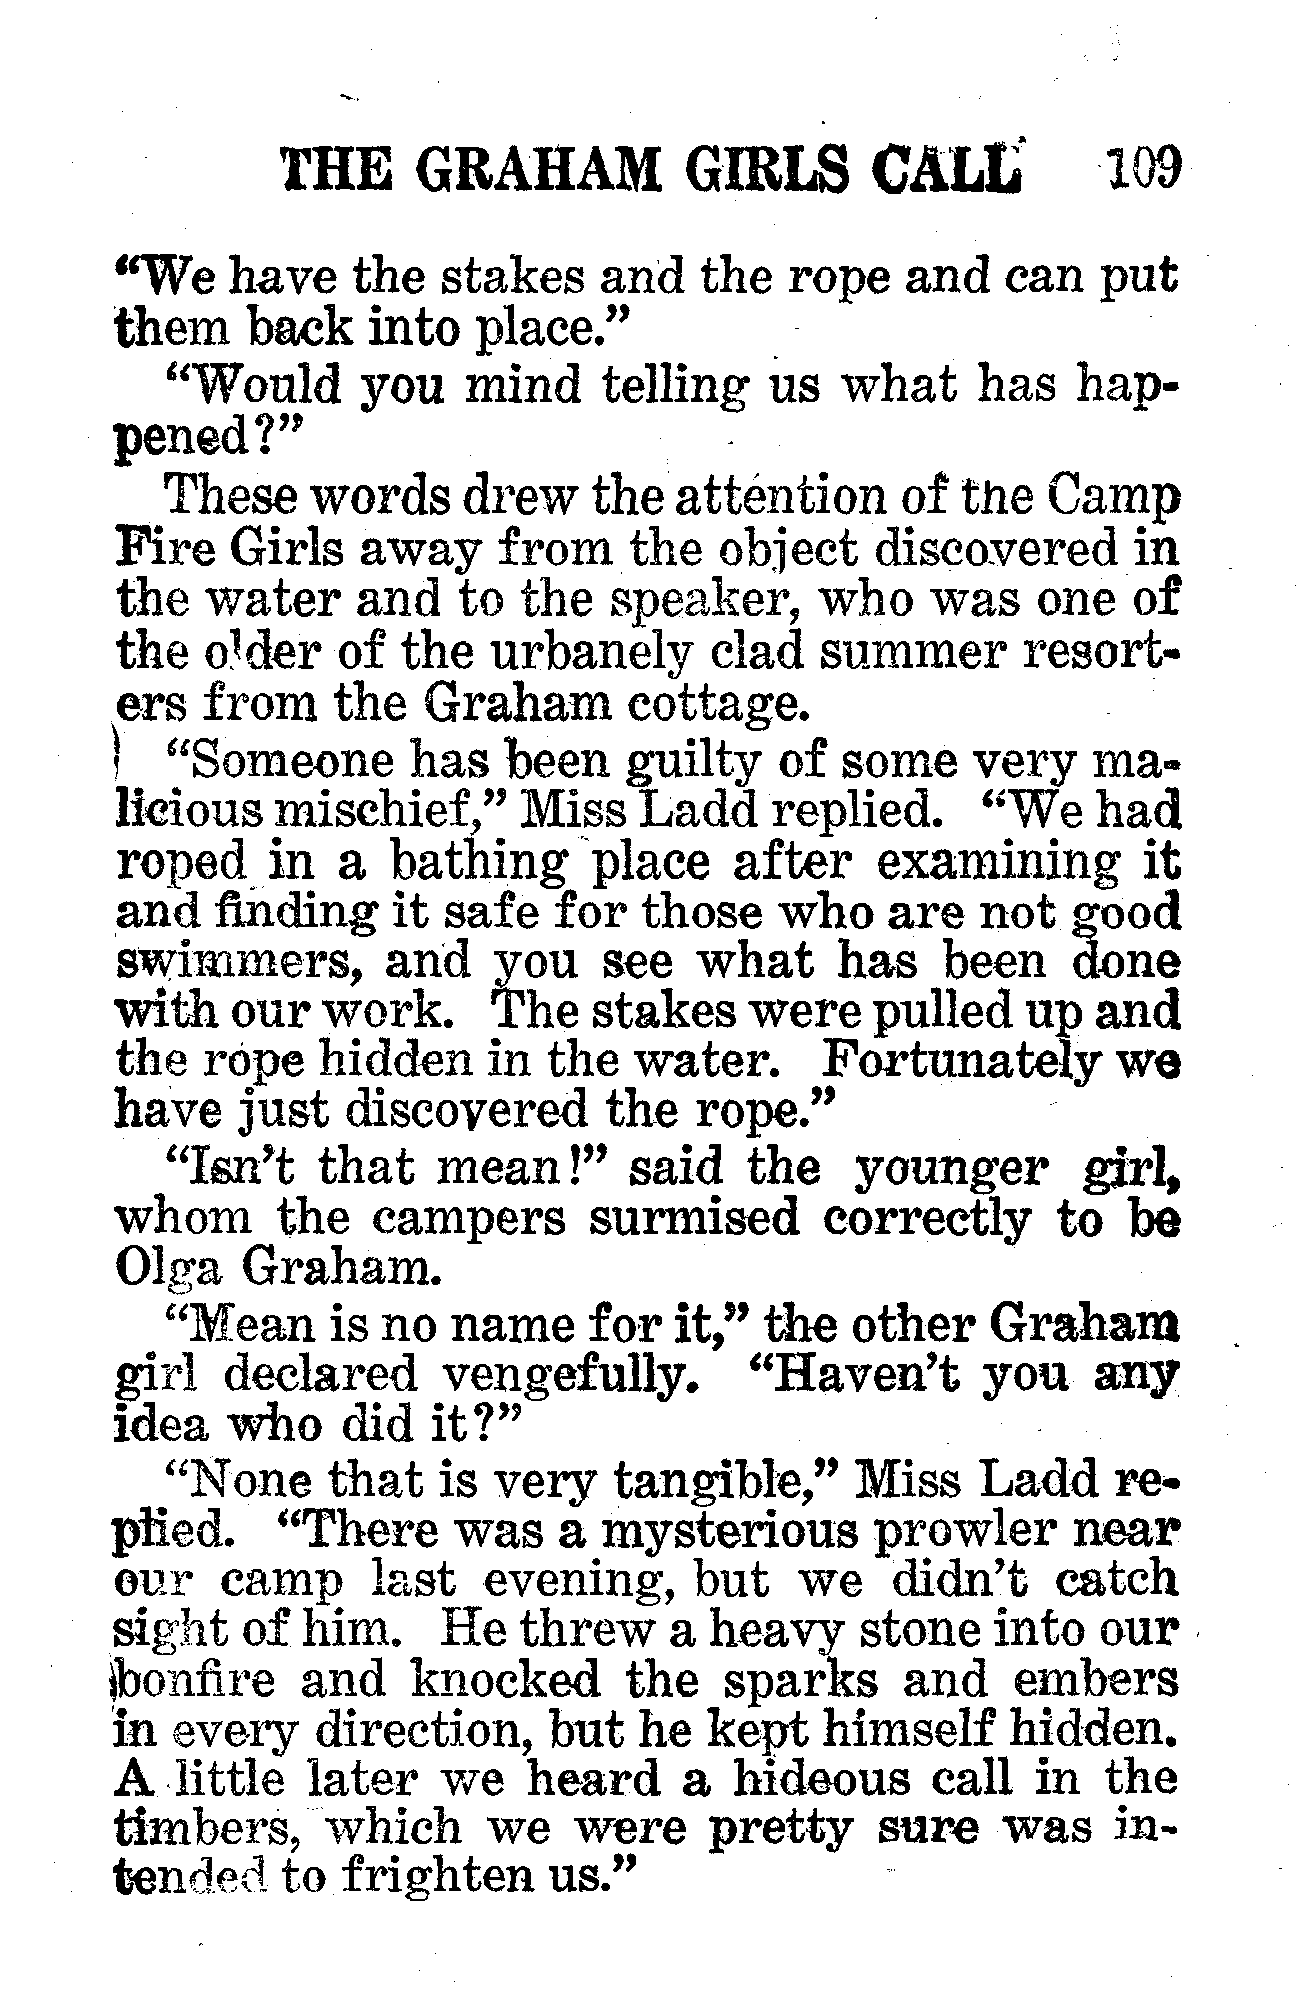 THE GRAHAM GIRLS CALL 109
“We have the stakes and the rope and can put
them back into place.”
“Would you mind telling us what has hap-
pened?”
These words drew the attention of the Camp
Fire Girls away from the object discovered in
the water and to the speaker, who was one of
the older of the urbanely clad summer resort-
ers from the Graham cottage.
“Someone has been guilty of some very ma-
licious mischief,” Miss Ladd replied. “We had
roped in a bathing place after examining it
and finding it safe for those who are not good
swimmers, and you see what has been done
with our work. The stakes were pulled up and
the rope hidden in the water. Fortunately we
have just discovered the rope.”
“Isn’t that mean!” said the younger girl,
whom the campers surmised correctly to be
Olga Graham.
“Mean is no name for it,” the other Graham
girl declared vengefully. “Haven’t you any
idea who did it?”
“None that is very tangible,” Miss Ladd re-
plied. “There was a mysterious prowler near
our camp last evening, but we didn’t catch
sight of him. He threw a heavy stone into our
bonfire and knocked the sparks and embers
in every direction, but he kept himself hidden.
A little later we heard a hideous call in the
timbers, which we were pretty sure was in-
tended to frighten us.”